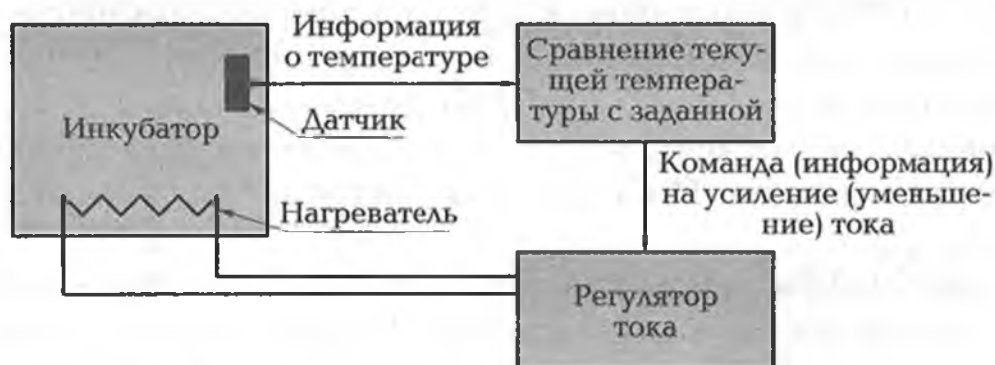 Информация
о температуре
Сравнение теку-
щей темпера-
туры с заданной
Инкубатор
Датчик
Команда (информация)
на усиление (уменьше-
ние) тока
Нагреватель
Регулятор
тока